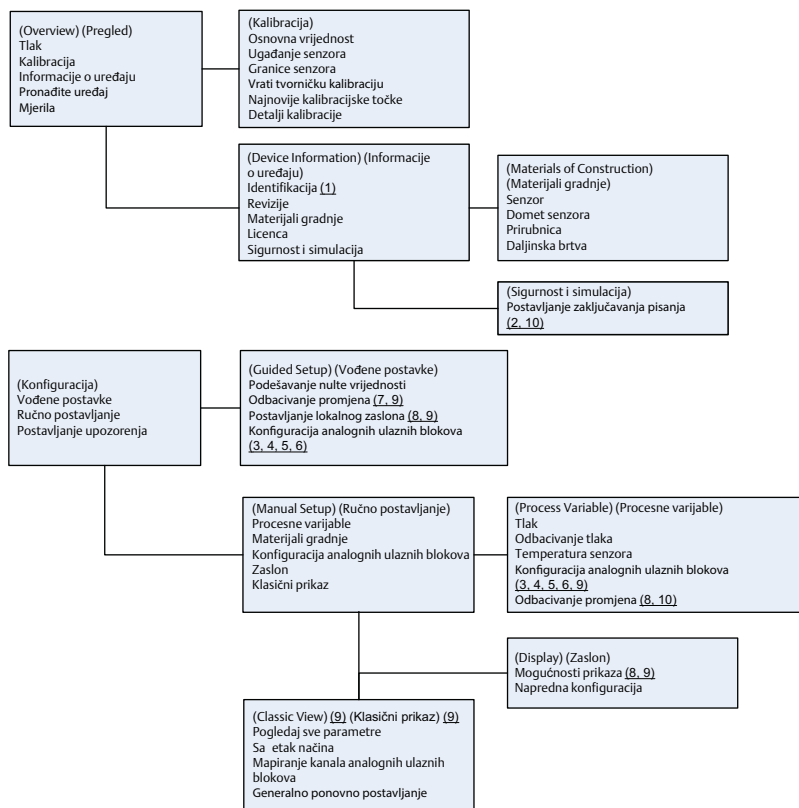 (Overview) (Pregled)
Tlak
Kalibracija
Informacije o uređaju
Pronađite uređaj
Mjerila
(Kalibracija)
Osnovna vrijednost
Ugađanje senzora
Granice senzora
Vrati tvorničku kalibraciju
Najnovije kalibracijske točke
Detalji kalibracije
(Device Information) (Informacije
o uređaju)
Identifikacija (1)
Revizije
Materijali gradnje
Licenca
Sigurnost i simulacija
(Materials of Construction)
(Materijali gradnje)
Senzor
Domet senzora
Prirubnica
Daljinska brtva
(Sigurnost i simulacija)
Postavljanje zaključavanja pisanja
(2, 10)
(Konfiguracija)
Vođene postavke
Ručno postavljanje
Postavljanje upozorenja
(Guided Setup) (Vođene postavke)
Podešavanje nulte vrijednosti
Odbacivanje promjena (7, 9)
Postavljanje lokalnog zaslona (8, 9)
Konfiguracija analognih ulaznih blokova
(3, 4, 5, 6)
(Manual Setup) (Ručno postavljanje)
Procesne varijable
Materijali gradnje
Konfiguracija analognih ulaznih blokova
Zaslon
Klasični prikaz
(Process Variable) (Procesne varijable)
Tlak
Odbacivanje tlaka
Temperatura senzora
Konfiguracija analognih ulaznih blokova
(3, 4, 5, 6, 9)
Odbacivanje promjena (8, 10)
(Display) (Zaslon)
Mogućnosti prikaza (8, 9)
Napredna konfiguracija
(Classic View) (9) (Klasični prikaz) (9)
Pogledaj sve parametre
Sa etak načina
Mapiranje kanala analognih ulaznih
blokova
Generalno ponovno postavljanje